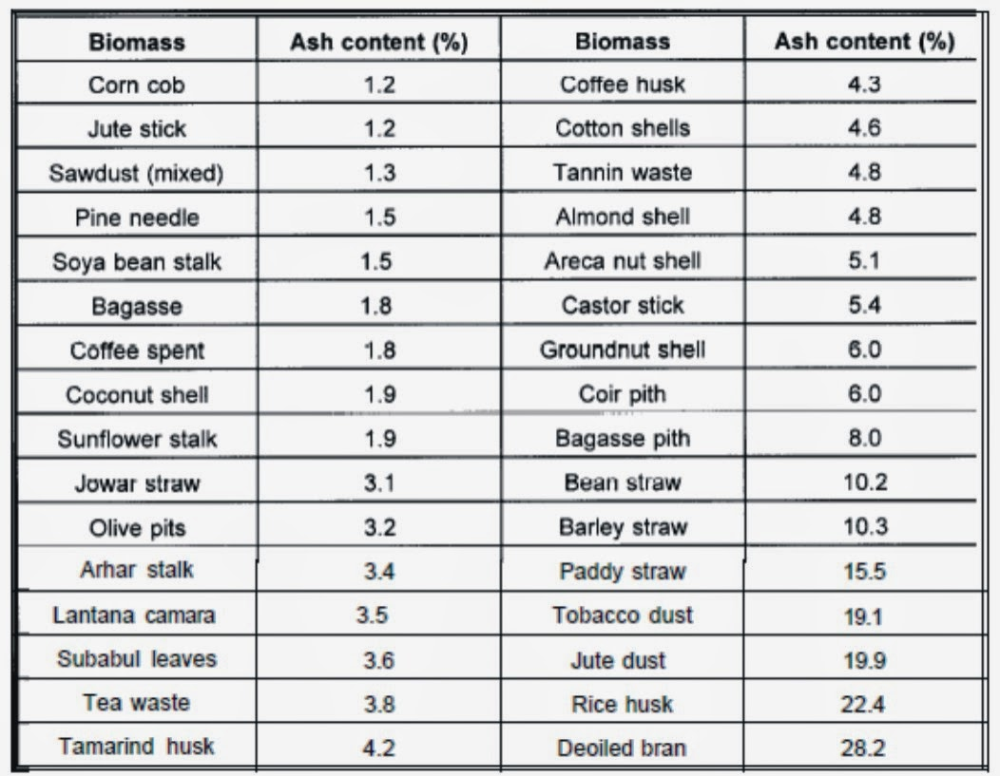 Biomass Ash content (%) Biomass Ash content (%)
Corn cob 1.2 Coffee husk 4.3
Jute stick 1.2 Cotton shells 4.6
Sawdust (mixed) 1.3 Tannin waste 4.8
Pine needle 1.5 Almond shell 4.8
Soya bean stalk 1.5 Areca nut shell 5.1
Bagasse 1.8 Castor stick 5.4
Coffee spent 1.8 Groundnut shell 6.0
Coconut shell 1.9 Coir pith 6.0
Sunflower stalk 1.9 Bagasse pith 8.0
Jowar straw 3.1 Bean straw 10.2
Olive pits 3.2 Barley straw 10.3
Arhar stalk 3.4 Paddy straw 15.5
Lantana camara 3.5 Tobacco dust 19.1
Subabul leaves 3.6 Jute dust 19.9
Tea waste 3.8 Rice husk 22.4
Tamarind husk 4.2 Deoiled bran 28.2